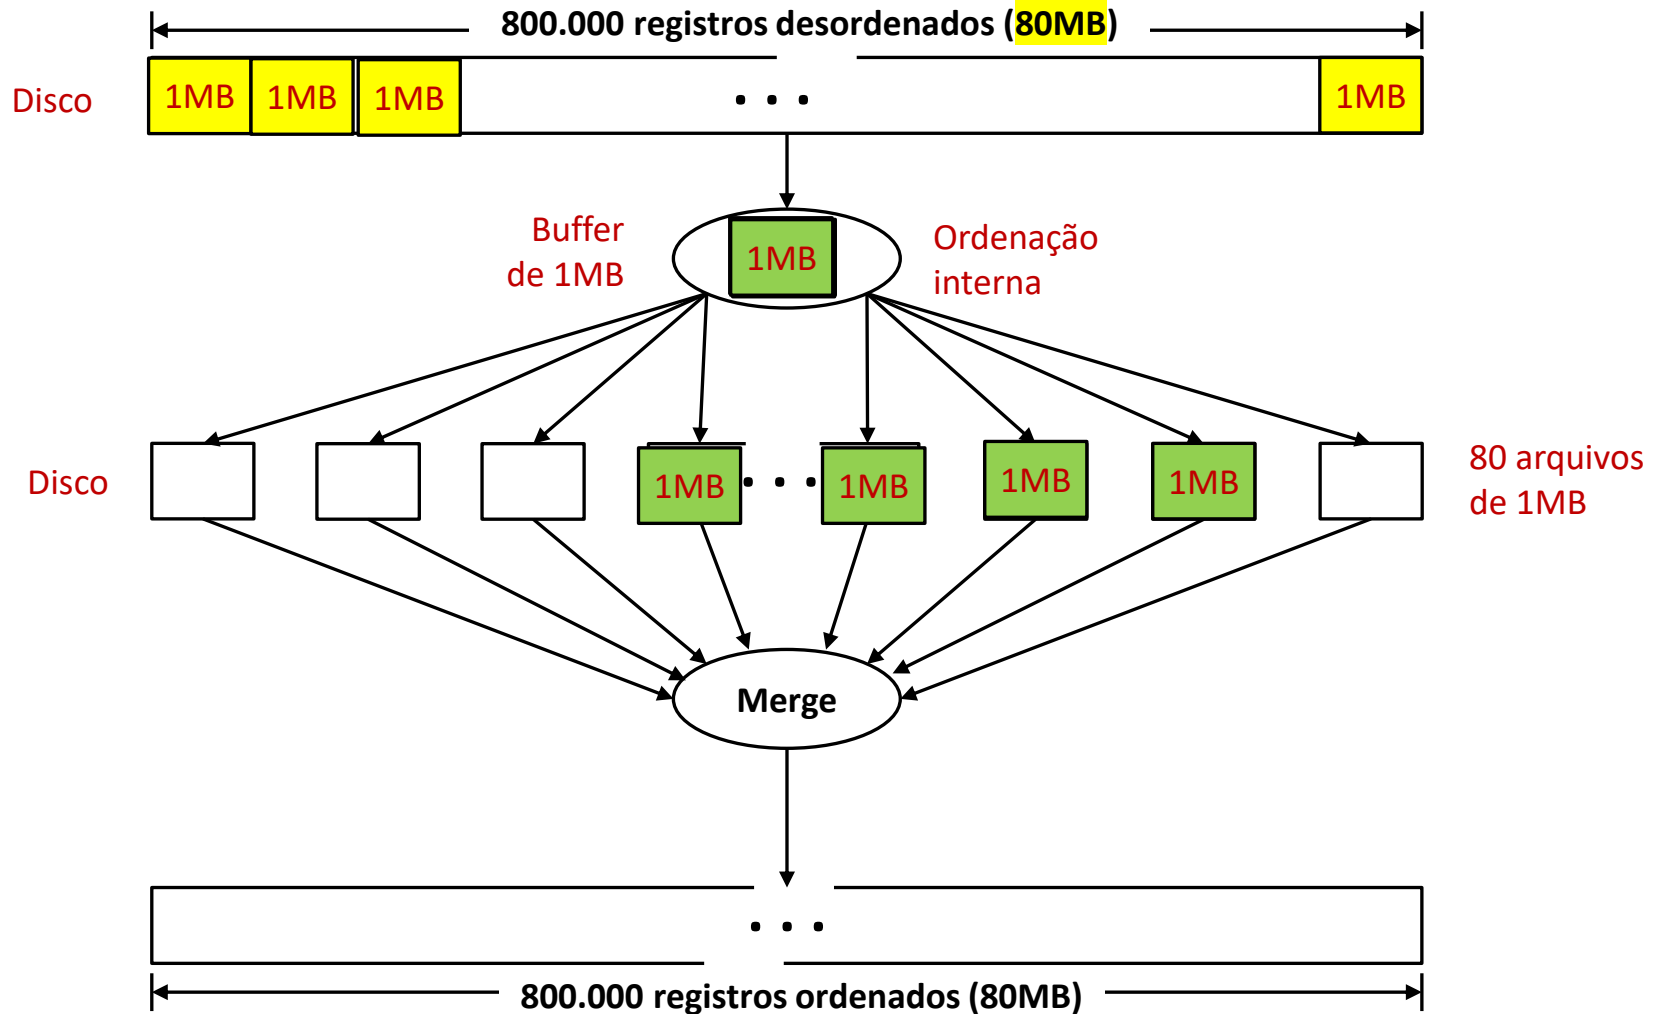 800.000 registros desordenados (80MB)
Disco
1MB
1MB
1MB
. . .
1MB
Buffer
de 1MB
1MB
Ordenação
interna
Disco
1MB
. . .
1MB
1MB
1MB
80 arquivos
de 1MB
Merge
. . .
800.000 registros ordenados (80MB)